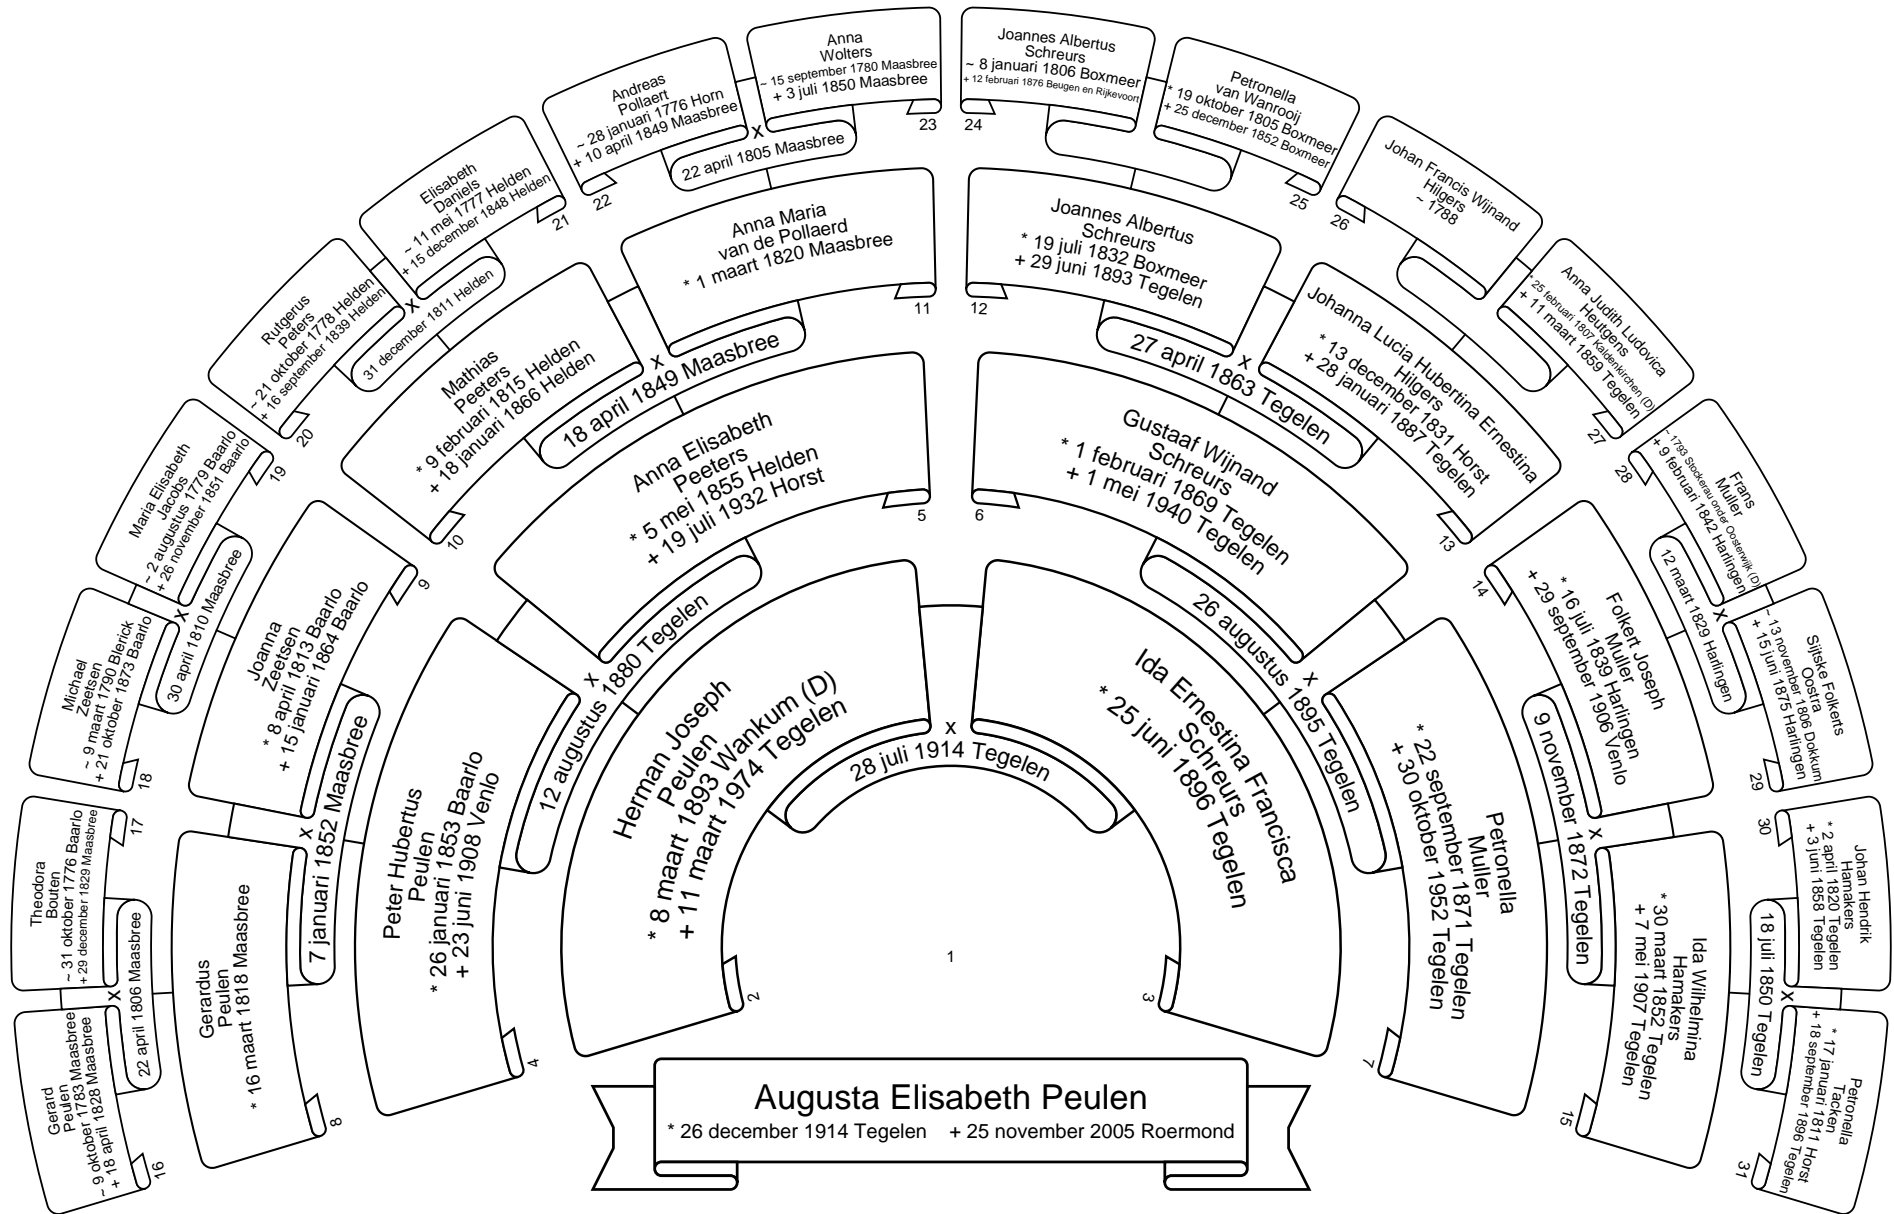 Augusta Elisabeth Peulen
* 26 december 1914 Tegelen + 25 november 2005 Roermond
1
Herman Joseph
Peulen
* 8 maart 1893 Wankum (D)
+ 11 maart 1974 Tegelen
2
x
28 juli 1914 Tegelen
Ida Ernestina Francisca
Schreurs
* 25 juni 1896 Tegelen
3
Peter Hubertus
Peulen
* 26 januari 1853 Baarlo
+ 23 juni 1908 Venlo
4
x
12 augustus 1880 Tegelen
Anna Elisabeth
Peeters
* 5 mei 1855 Helden
+ 19 juli 1932 Horst
5
Gustaaf Wijnand
Schreurs
* 1 februari 1869 Tegelen
+ 1 mei 1940 Tegelen
6
x
26 augustus 1895 Tegelen
Petronella
Muller
* 22 september 1871 Tegelen
+ 30 oktober 1952 Tegelen
7
Gerardus
Peulen
* 16 maart 1818 Maasbree
8
x
7 januari 1852 Maasbree
Joanna
Zeetsen
* 8 april 1813 Baarlo
+ 15 januari 1864 Baarlo
9
Mathias
Peeters
* 9 februari 1815 Helden
+ 18 januari 1866 Helden
10
x
18 april 1849 Maasbree
Anna Maria
van de Pollaerd
* 1 maart 1820 Maasbree
11
Joannes Albertus
Schreurs
* 19 juli 1832 Boxmeer
+ 29 juni 1893 Tegelen
12
x
27 april 1863 Tegelen
Johanna Lucia Hubertina Ernestina
Hilgers
* 13 december 1831 Horst
+ 28 januari 1887 Tegelen
13
Folkert Joseph
Muller
* 16 juli 1839 Harlingen
+ 29 september 1906 Venlo
14
x
9 november 1872 Tegelen
Ida Wilhelmina
Hamakers
* 30 maart 1852 Tegelen
+ 7 mei 1907 Tegelen
15
Gerard
Peulen
~ 9 oktober 1783 Maasbree
+ 18 april 1828 Maasbree
16
x
22 april 1806 Maasbree
Theodora
Bouten
~ 31 oktober 1776 Baarlo
+ 29 december 1829 Maasbree
17
Michael
Zeetsen
~ 9 maart 1790 Blerick
+ 21 oktober 1873 Baarlo
18
x
30 april 1810 Maasbree
Maria Elisabeth
Jacobs
~ 2 augustus 1779 Baarlo
+ 26 november 1851 Baarlo
19
Rutgerus
Peters
~ 21 oktober 1778 Helden
+ 16 september 1839 Helden
20
x
31 december 1811 Helden
Elisabeth
Daniels
~ 11 mei 1777 Helden
+ 15 december 1848 Helden
21
Andreas
Pollaert
~ 28 januari 1776 Horn
+ 10 april 1849 Maasbree
22
x
22 april 1805 Maasbree
Anna
Wolters
~ 15 september 1780 Maasbree
+ 3 juli 1850 Maasbree
23
Joannes Albertus
Schreurs
~ 8 januari 1806 Boxmeer
+ 12 februari 1876 Beugen en Rijkevoort
24
Petronella
van Wanrooij
* 19 oktober 1805 Boxmeer
+ 25 december 1852 Boxmeer
25
Johan Francis Wijnand
Hilgers
~ 1788
26
Anna Judith Ludovica
Heutgens
* 25 februari 1807 Kaldenkirchen (D)
+ 11 maart 1859 Tegelen
27
Frans
Muller
~ 1793 Stockerau onder Oosterwijk (D)
+ 9 februari 1842 Harlingen
28
x
12 maart 1829 Harlingen
Sijtske Folkerts
Oostra
~ 13 november 1806 Dokkum
+ 15 juni 1875 Harlingen
29
Johan Hendrik
Hamakers
* 2 april 1820 Tegelen
+ 3 juni 1858 Tegelen
30
x
18 juli 1850 Tegelen
Petronella
Tacken
* 17 januari 1811 Horst
+ 18 september 1896 Tegelen
31